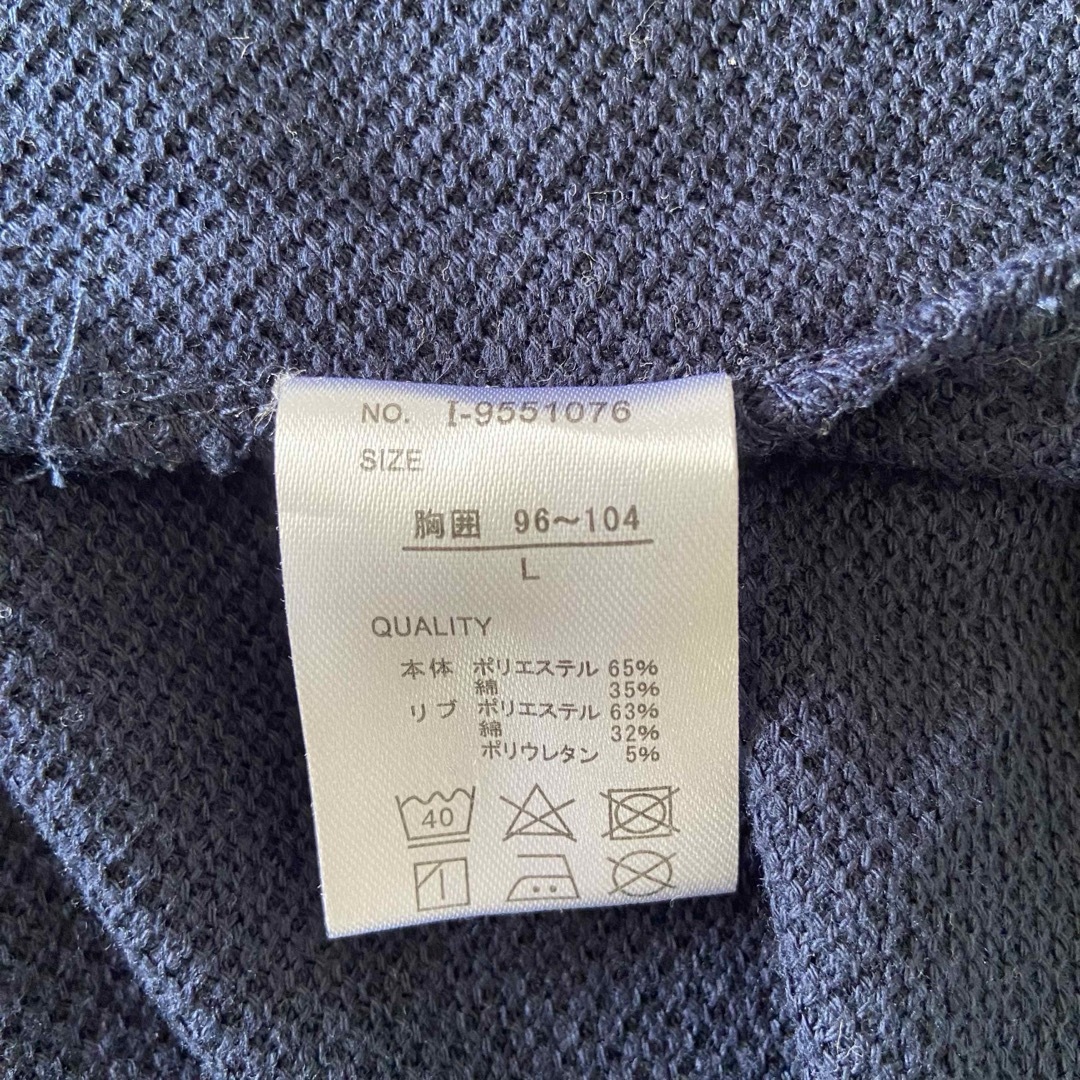 NO. I-9551076
SIZE
胸囲 96～104
L
QUALITY
本体 ポリエステル 65%
綿 35%
リブ ポリエステル 63%
綿 32%
ポリウレタン 5%
40